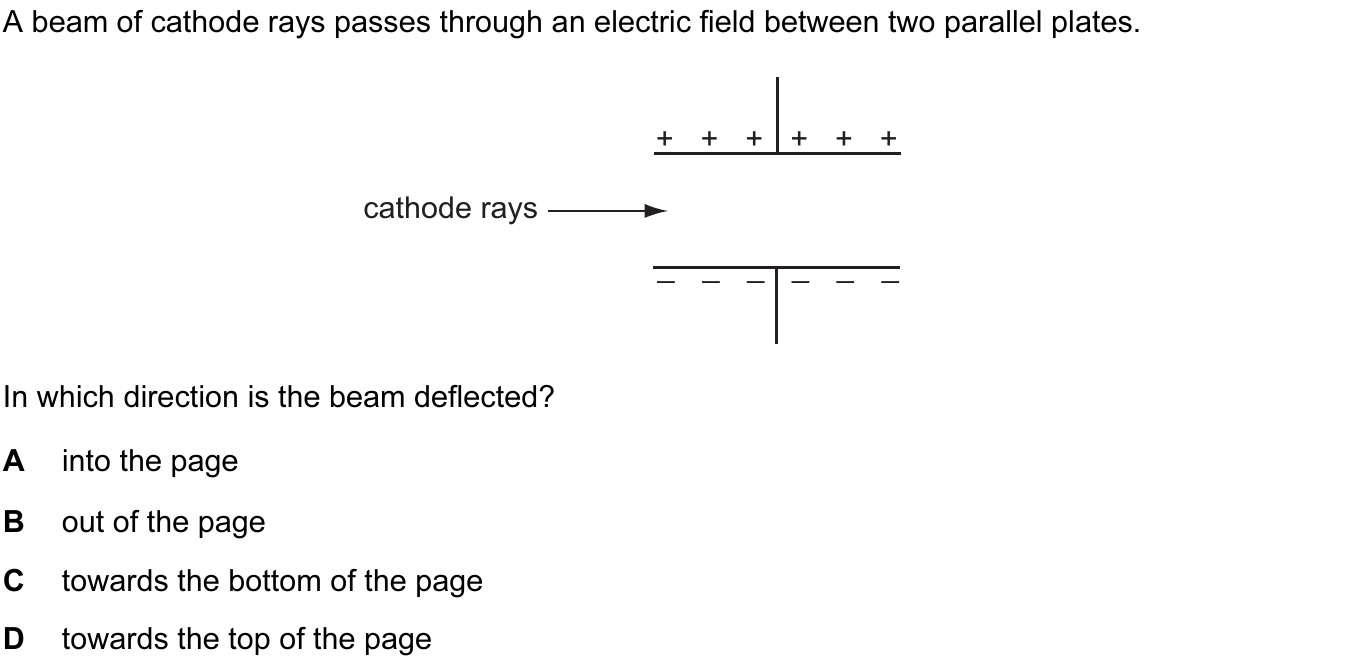 A beam of cathode rays passes through an electric field between two parallel plates.
+ + + + + +
cathode rays
– – – – – –
In which direction is the beam deflected?
A into the page
B out of the page
C towards the bottom of the page
D towards the top of the page